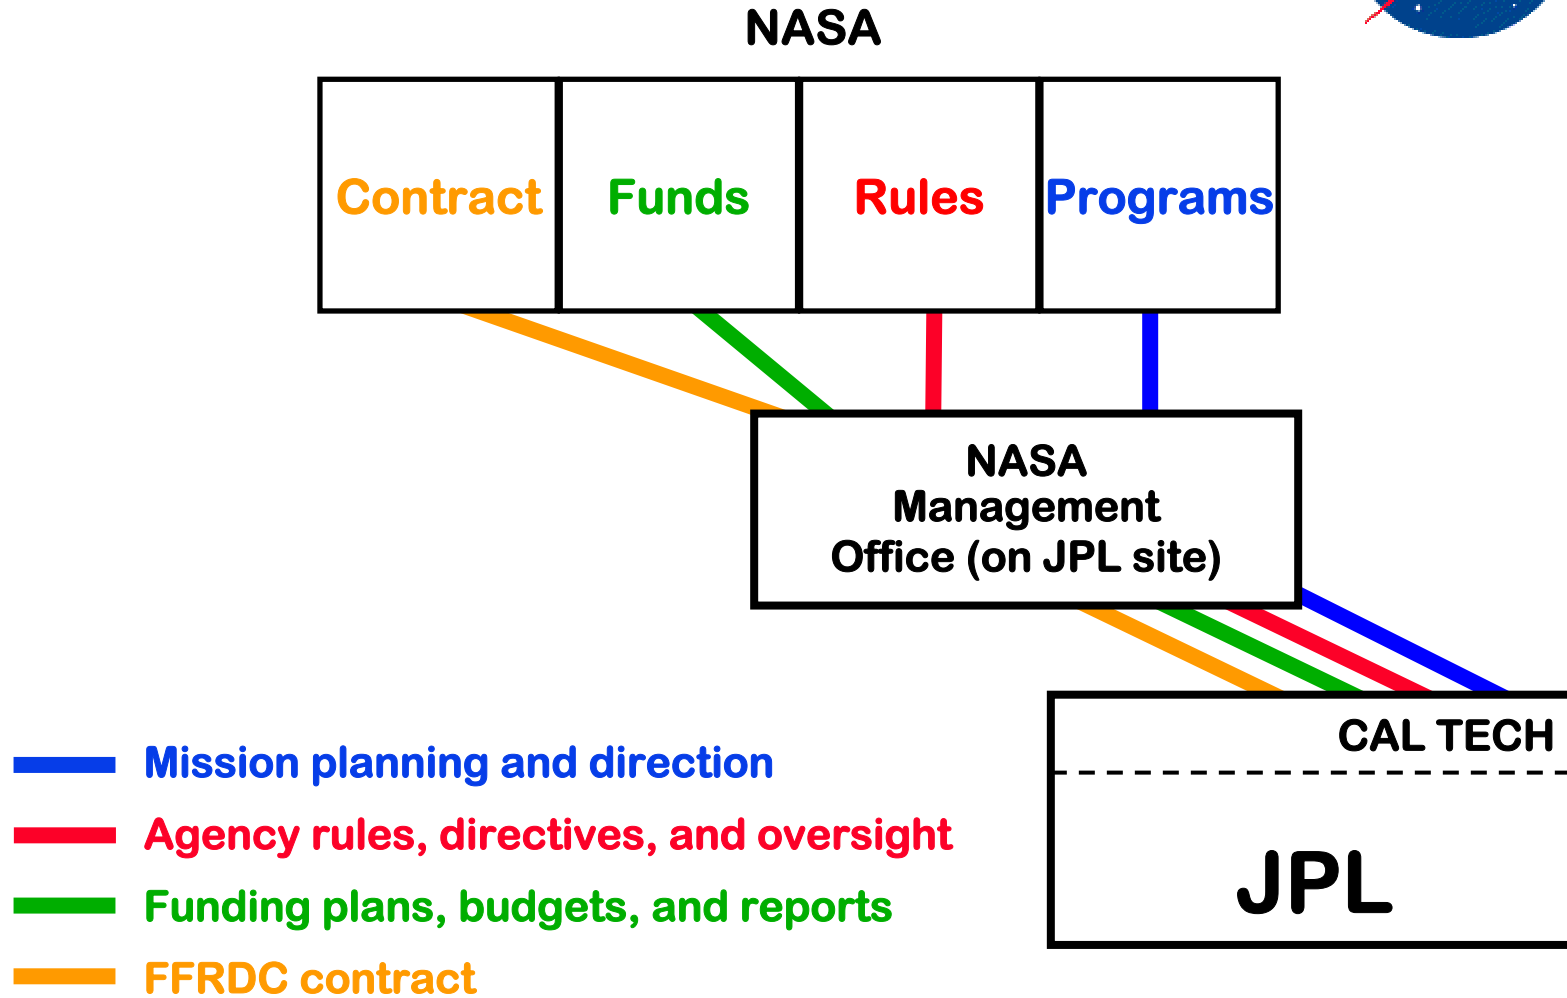 NASA
Contract
Funds
Rules
Programs
NASA
Management
Office (on JPL site)
CAL TECH
JPL
Mission planning and direction
Agency rules, directives, and oversight
Funding plans, budgets, and reports
FFRDC contract